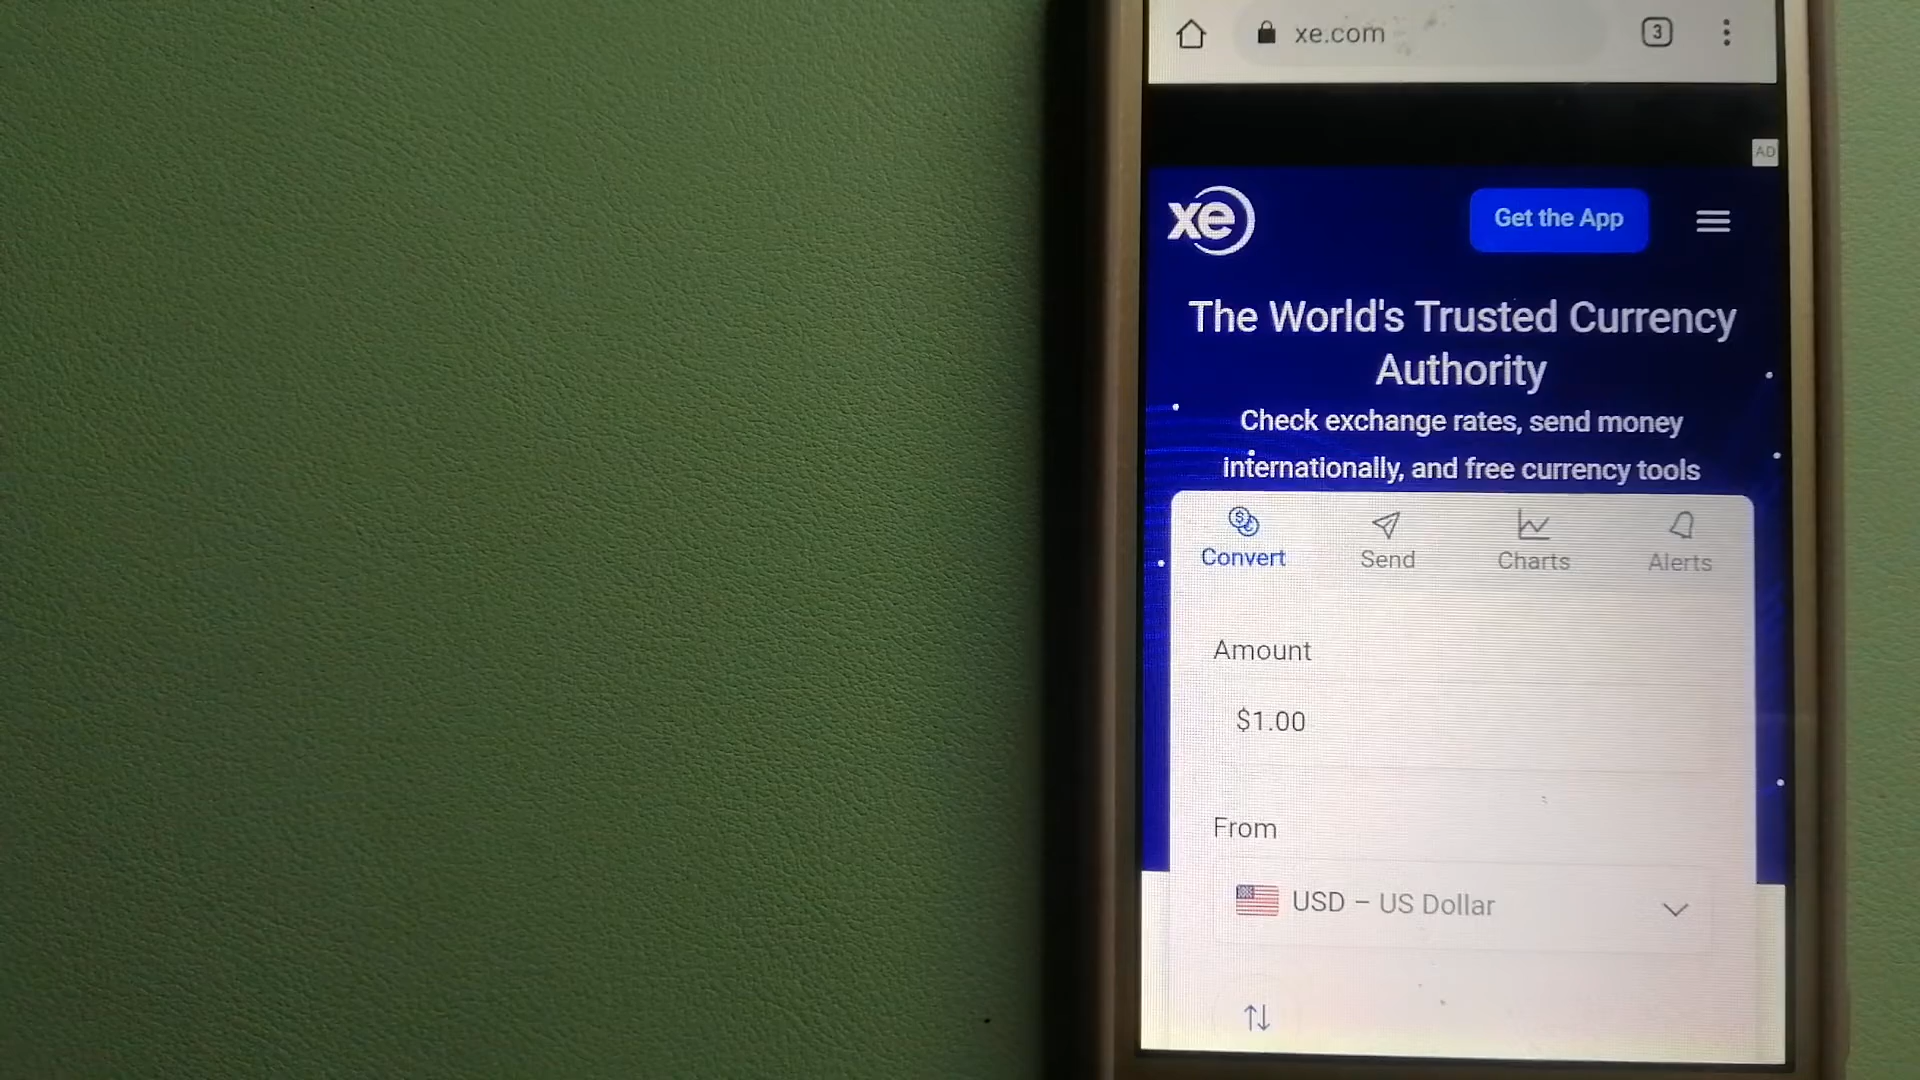 xe.com
3
AD
xe
Get the App
The World's Trusted Currency
Authority
Check exchange rates, send money
internationally, and free currency tools
Convert
Send
Charts
Alerts
Amount
$1.00
From
USD – US Dollar